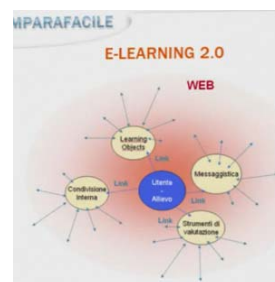 MPARAFACILE
E-LEARNING 2.0
WEB
Learning
Objects
Link
Messaggistica
Condivisione
Interna
Link
Utente
-
Allievo
Link
Link
Strumenti di
valutazione